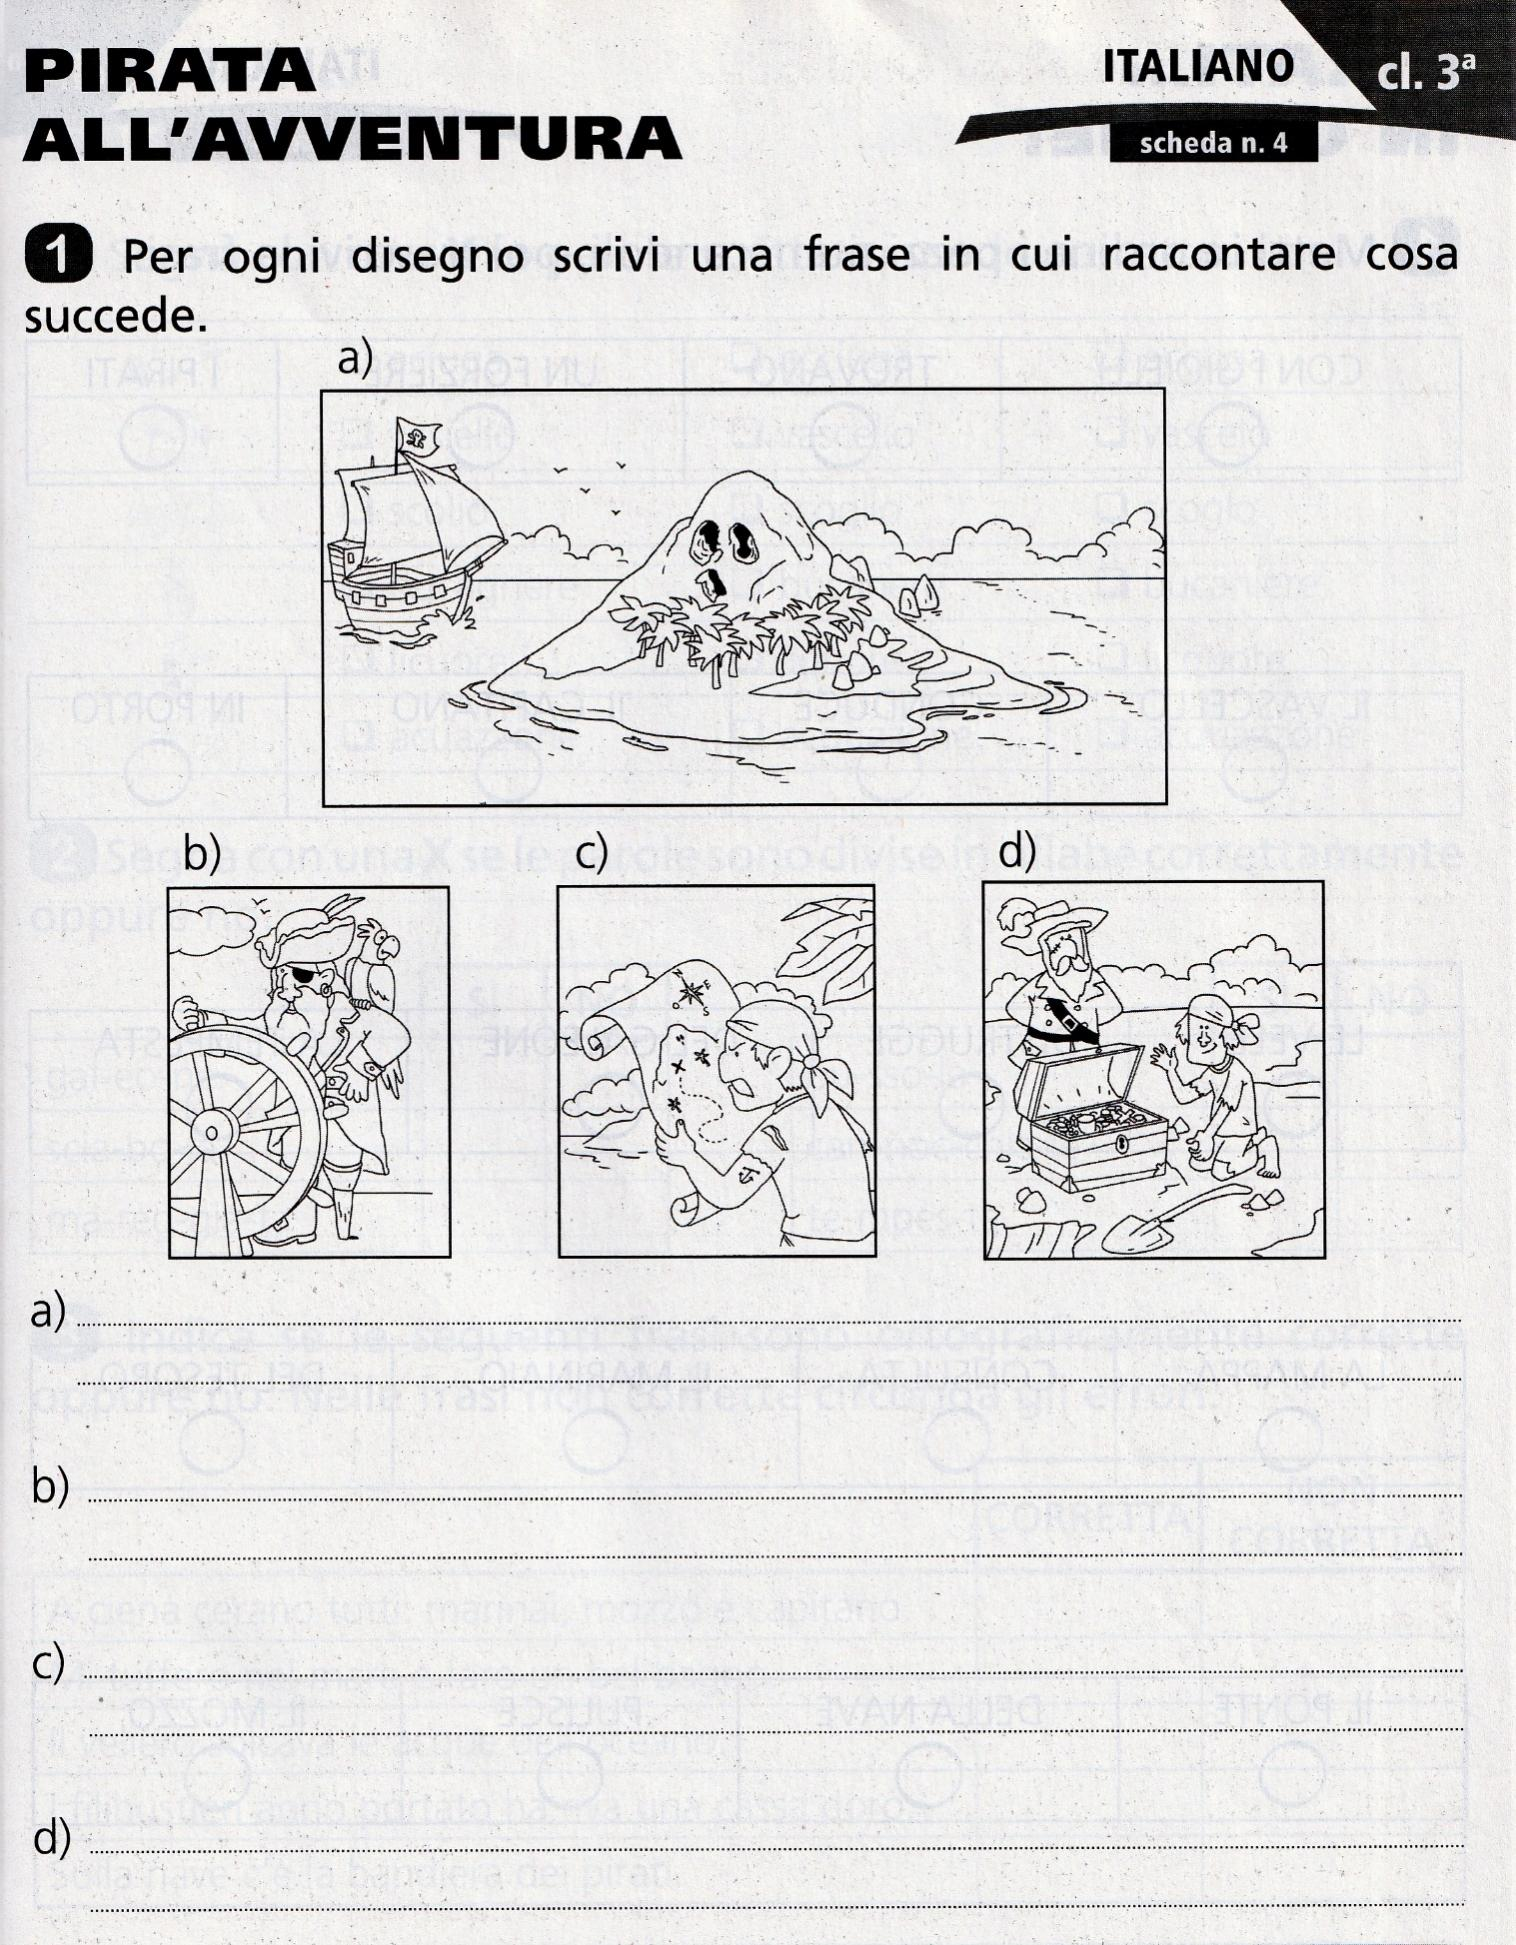 PIRATA
ALL'AVVENTURA
ITALIANO
cl. 3ª
scheda n. 4
1 Per ogni disegno scrivi una frase in cui raccontare cosa
succede.
a)
b)
c)
d)
N
E
S
O
a)
b)
c)
d)